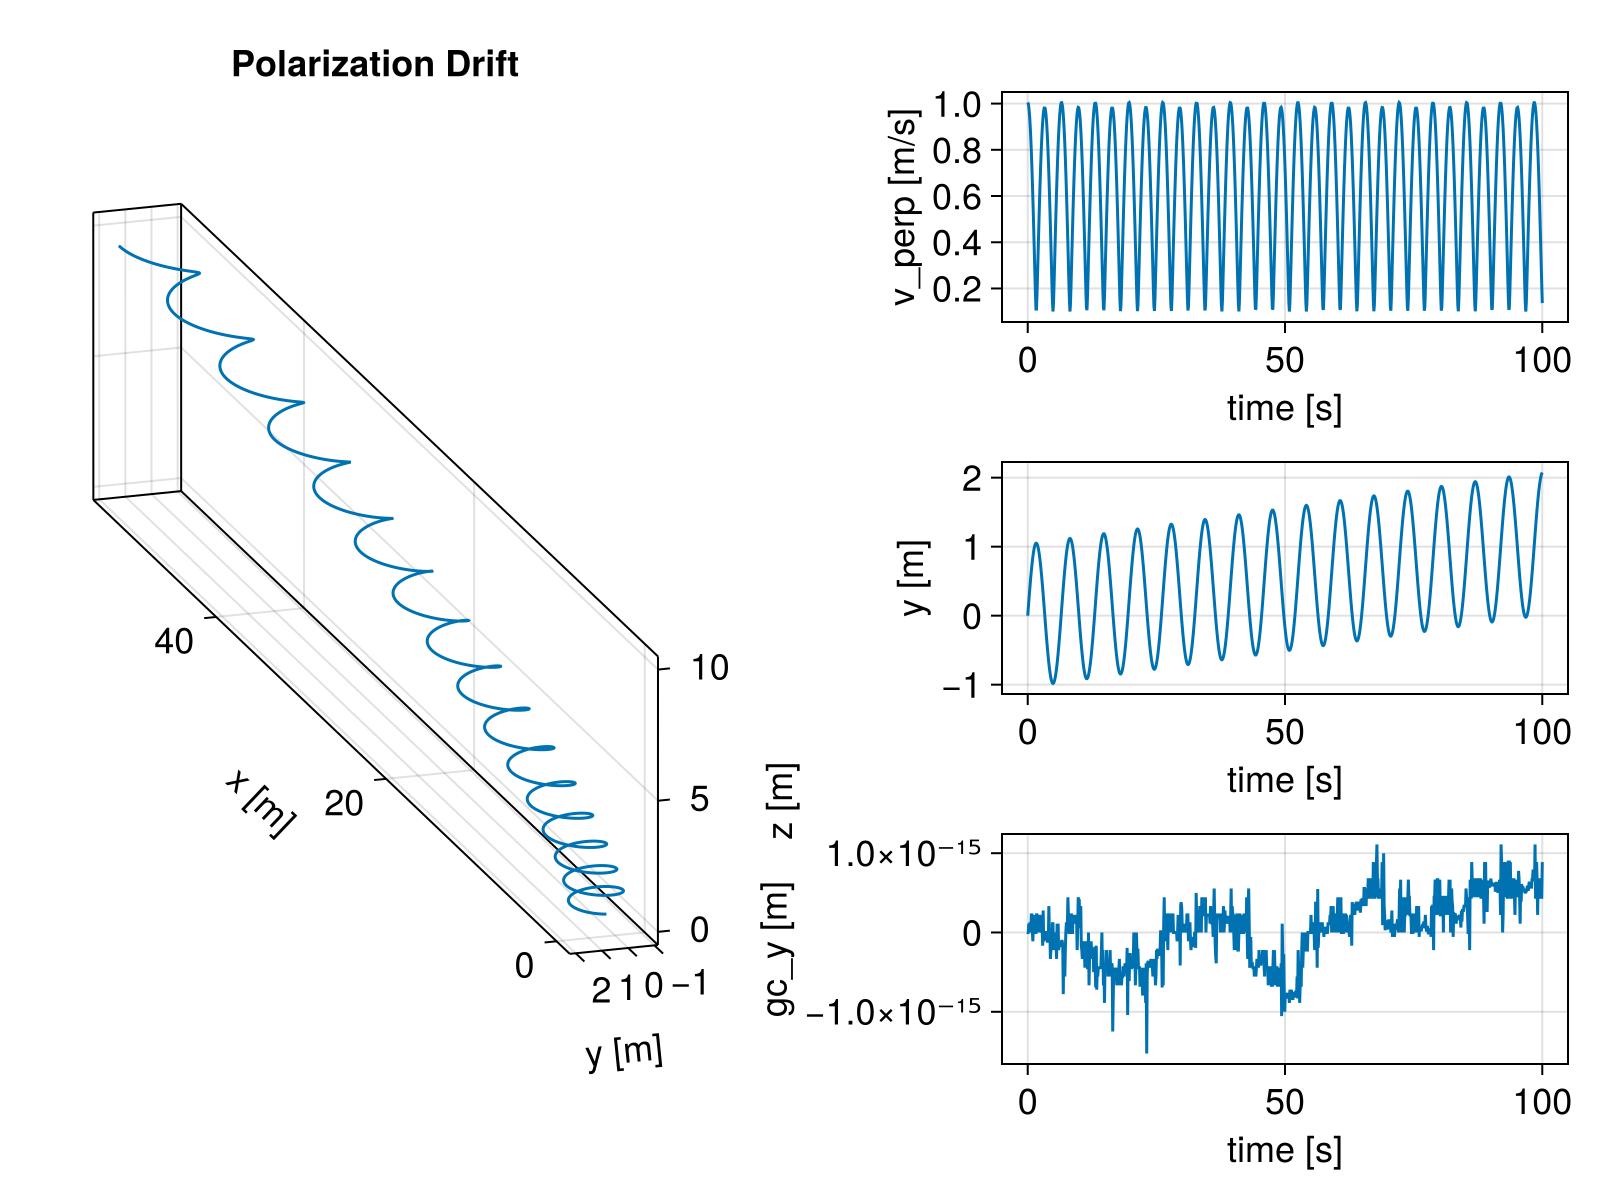 Polarization Drift
40
20
0
x [m]
2 1 0 −1
y [m]
10
5
0
z [m]
1.0
0.8
0.6
0.4
0.2
v_perp [m/s]
0 50 100
time [s]
2
1
0
−1
y [m]
0 50 100
time [s]
1.0×10⁻¹⁵
0
−1.0×10⁻¹⁵
gc_y [m]
0 50 100
time [s]